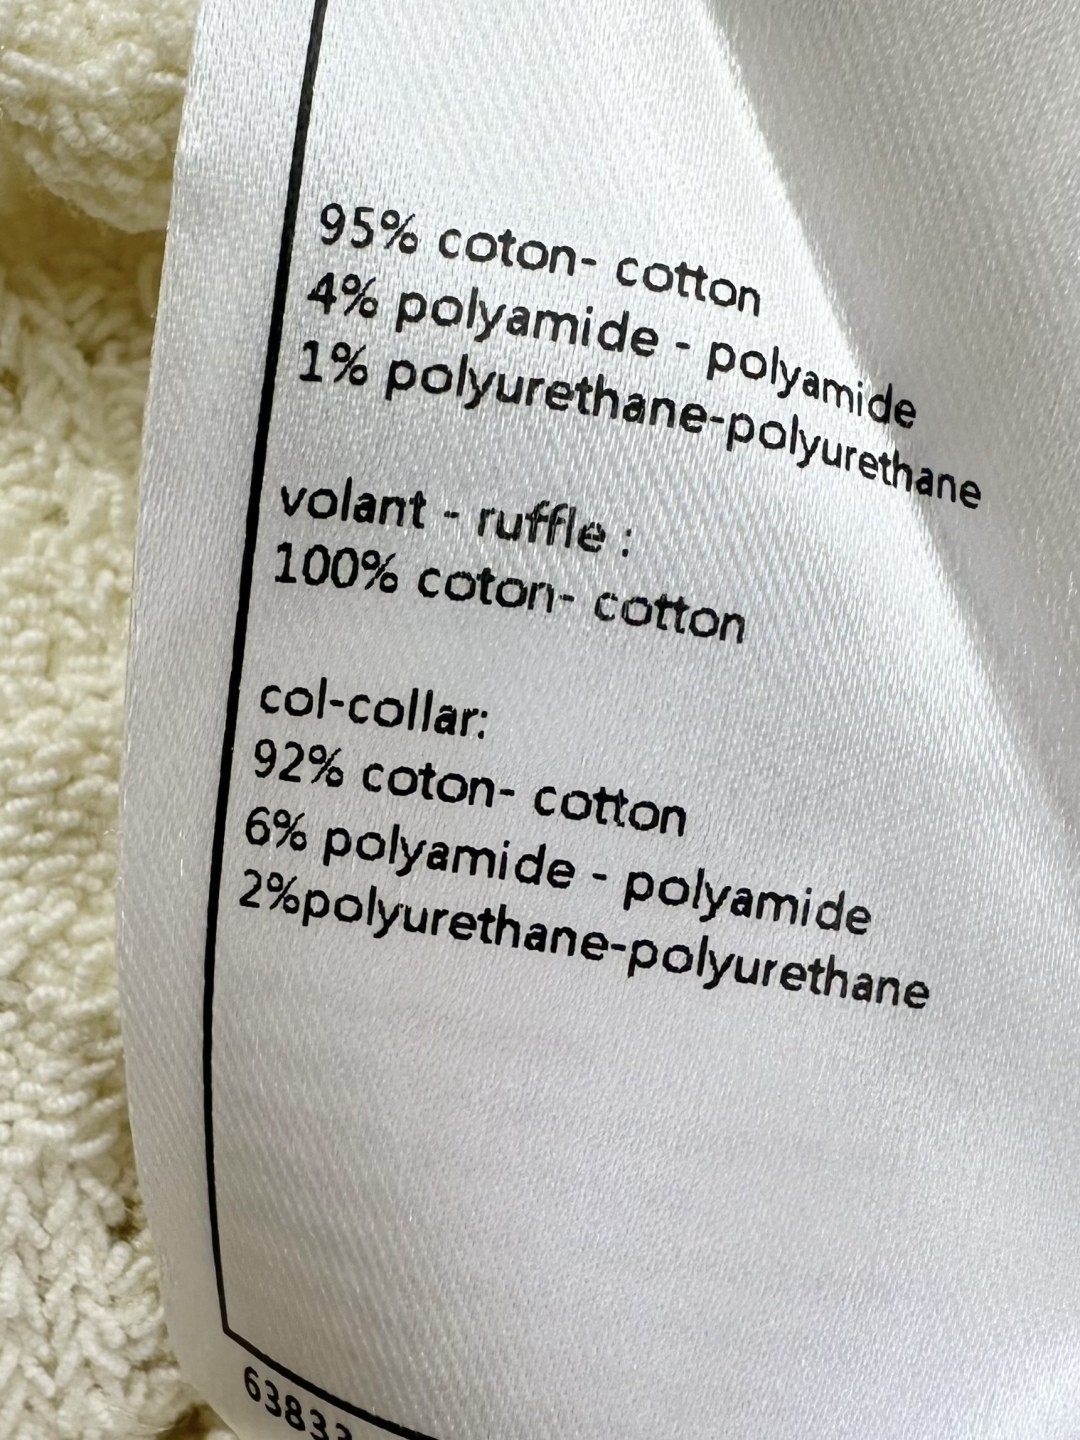 95% coton- cotton
4% polyamide - polyamide
1% polyurethane-polyurethane
volant - ruffle :
100% coton- cotton
col-collar:
92% coton- cotton
6% polyamide - polyamide
2%polyurethane-polyurethane
63833